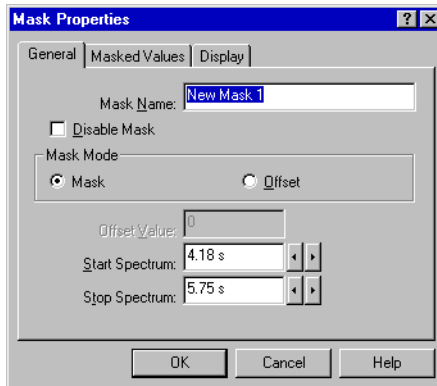 Mask Properties
General Masked Values Display
Mask Name: New Mask 1
Disable Mask
Mask Mode
Mask Offset
Offset Value: 0
Start Spectrum: 4.18 s
Stop Spectrum: 5.75 s
OK Cancel Help